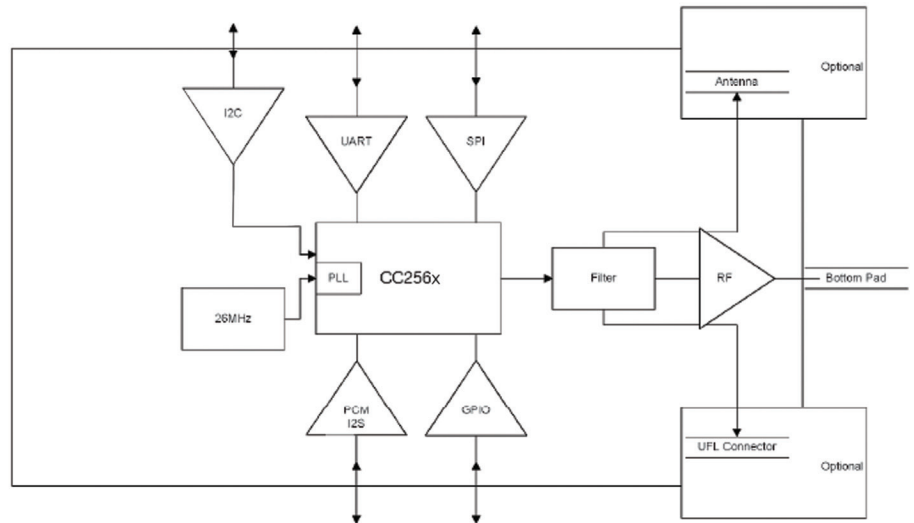 Optional
Antenna
I2C
UART
SPI
CC256x
PLL
Filter
RF
Bottom Pad
26MHz
PCM
I2S
GPIO
UFL Connector
Optional